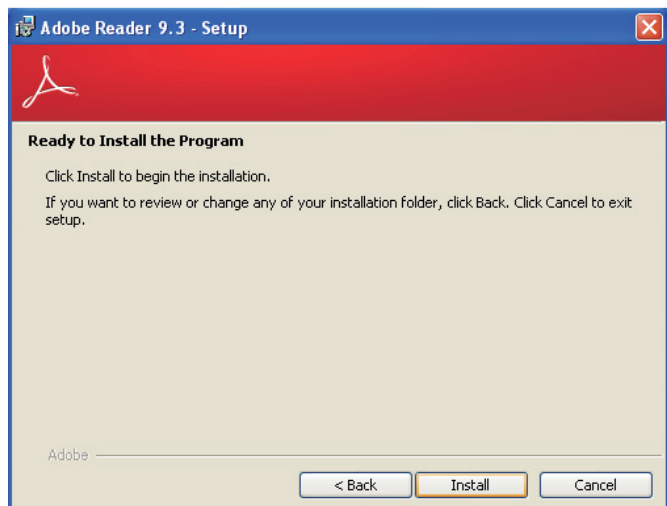 Adobe Reader 9.3 - Setup
Ready to Install the Program
Click Install to begin the installation.
If you want to review or change any of your installation folder, click Back. Click Cancel to exit
setup.
Adobe
< Back Install Cancel